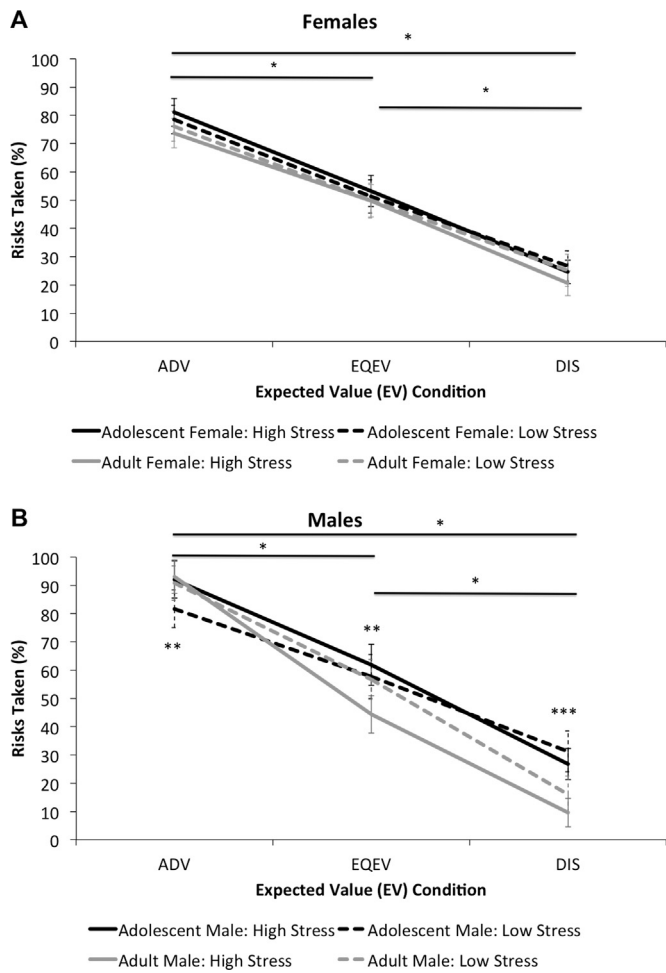 A
Females
*
*
*
100
90
80
70
60
50
40
30
20
10
0
Risks Taken (%)
ADV EQEV DIS
Expected Value (EV) Condition
Adolescent Female: High Stress Adolescent Female: Low Stress
Adult Female: High Stress Adult Female: Low Stress
B
Males
*
*
*
100
90
80
70
60
50
40
30
20
10
0
Risks Taken (%)
**
**
***
ADV EQEV DIS
Expected Value (EV) Condition
Adolescent Male: High Stress Adolescent Male: Low Stress
Adult Male: High Stress Adult Male: Low Stress